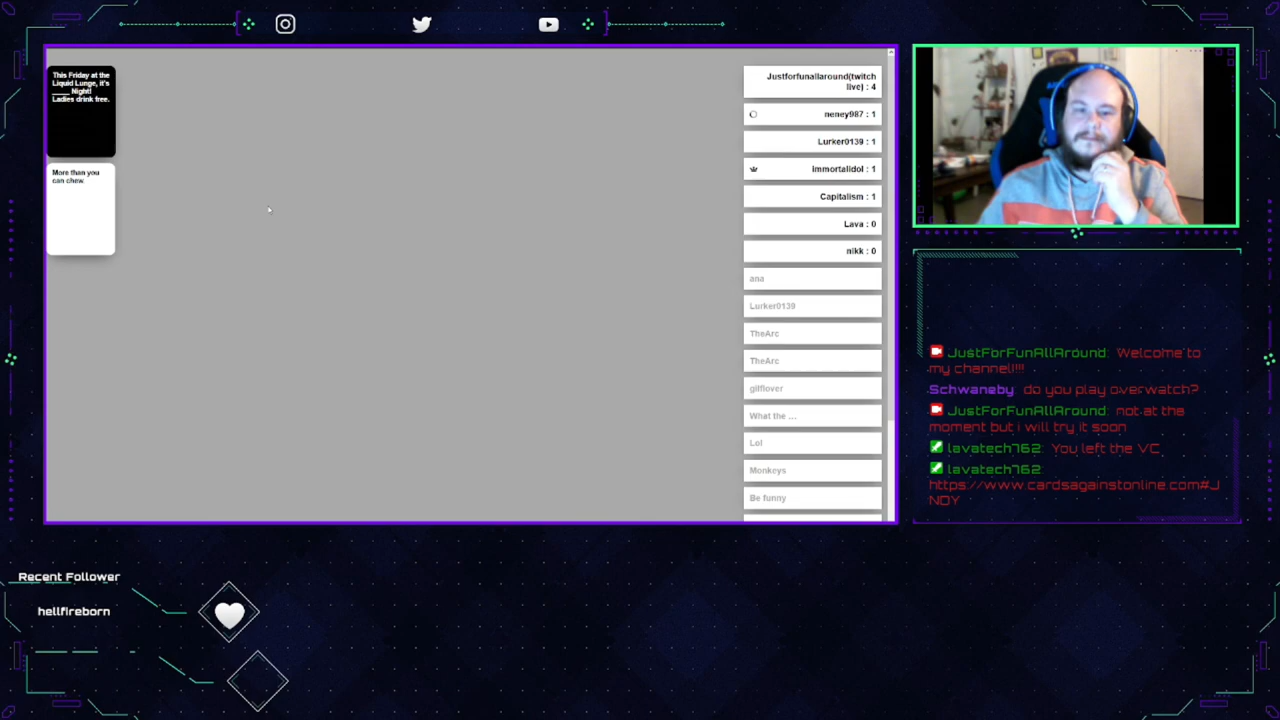 This Friday at the
Liquid Lunge, it's
____ Night!
Ladies drink free.
More than you
can chew.
Justforfunallaround(twitch
live) : 4
neney987 : 1
Lurker0139 : 1
immortalidol : 1
Capitalism : 1
Lava : 0
nikk : 0
ana
Lurker0139
TheArc
TheArc
gilflover
What the ...
Lol
Monkeys
Be funny
JustForFunAllAround: Welcome to
my channel!!!
Schwaneby: do you play overwatch?
JustForFunAllAround: not at the
moment but i will try it soon
lavatech762: You left the VC
lavatech762:
https://www.cardsagainstonline.com#J
NDY
Recent Follower
hellfireborn